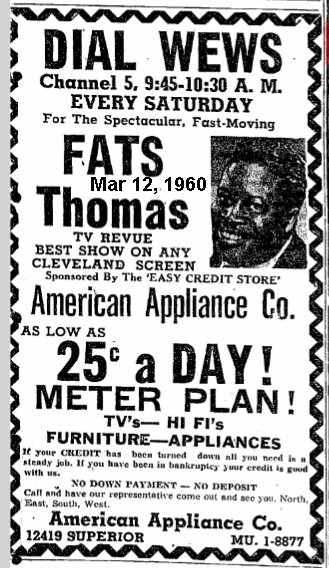 DIAL WEWS
Channel 5, 9:45-10:30 A. M.
EVERY SATURDAY
For The Spectacular, Fast-Moving
FATS
Mar 12, 1960
Thomas
TV REVUE
BEST SHOW ON ANY
CLEVELAND SCREEN
Sponsored By The 'EASY CREDIT STORE'
American Appliance Co.
AS LOW AS
25c a DAY!
METER PLAN!
TV's— HI FI's
FURNITURE—APPLIANCES
If your CREDIT has been turned down all you need is a
steady job. If you have been in bankruptcy your credit is good
with us.
NO DOWN PAYMENT — NO DEPOSIT
Call and have our representative come out and see you. North,
East, South, West.
American Appliance Co.
12419 SUPERIOR MU. 1-8877